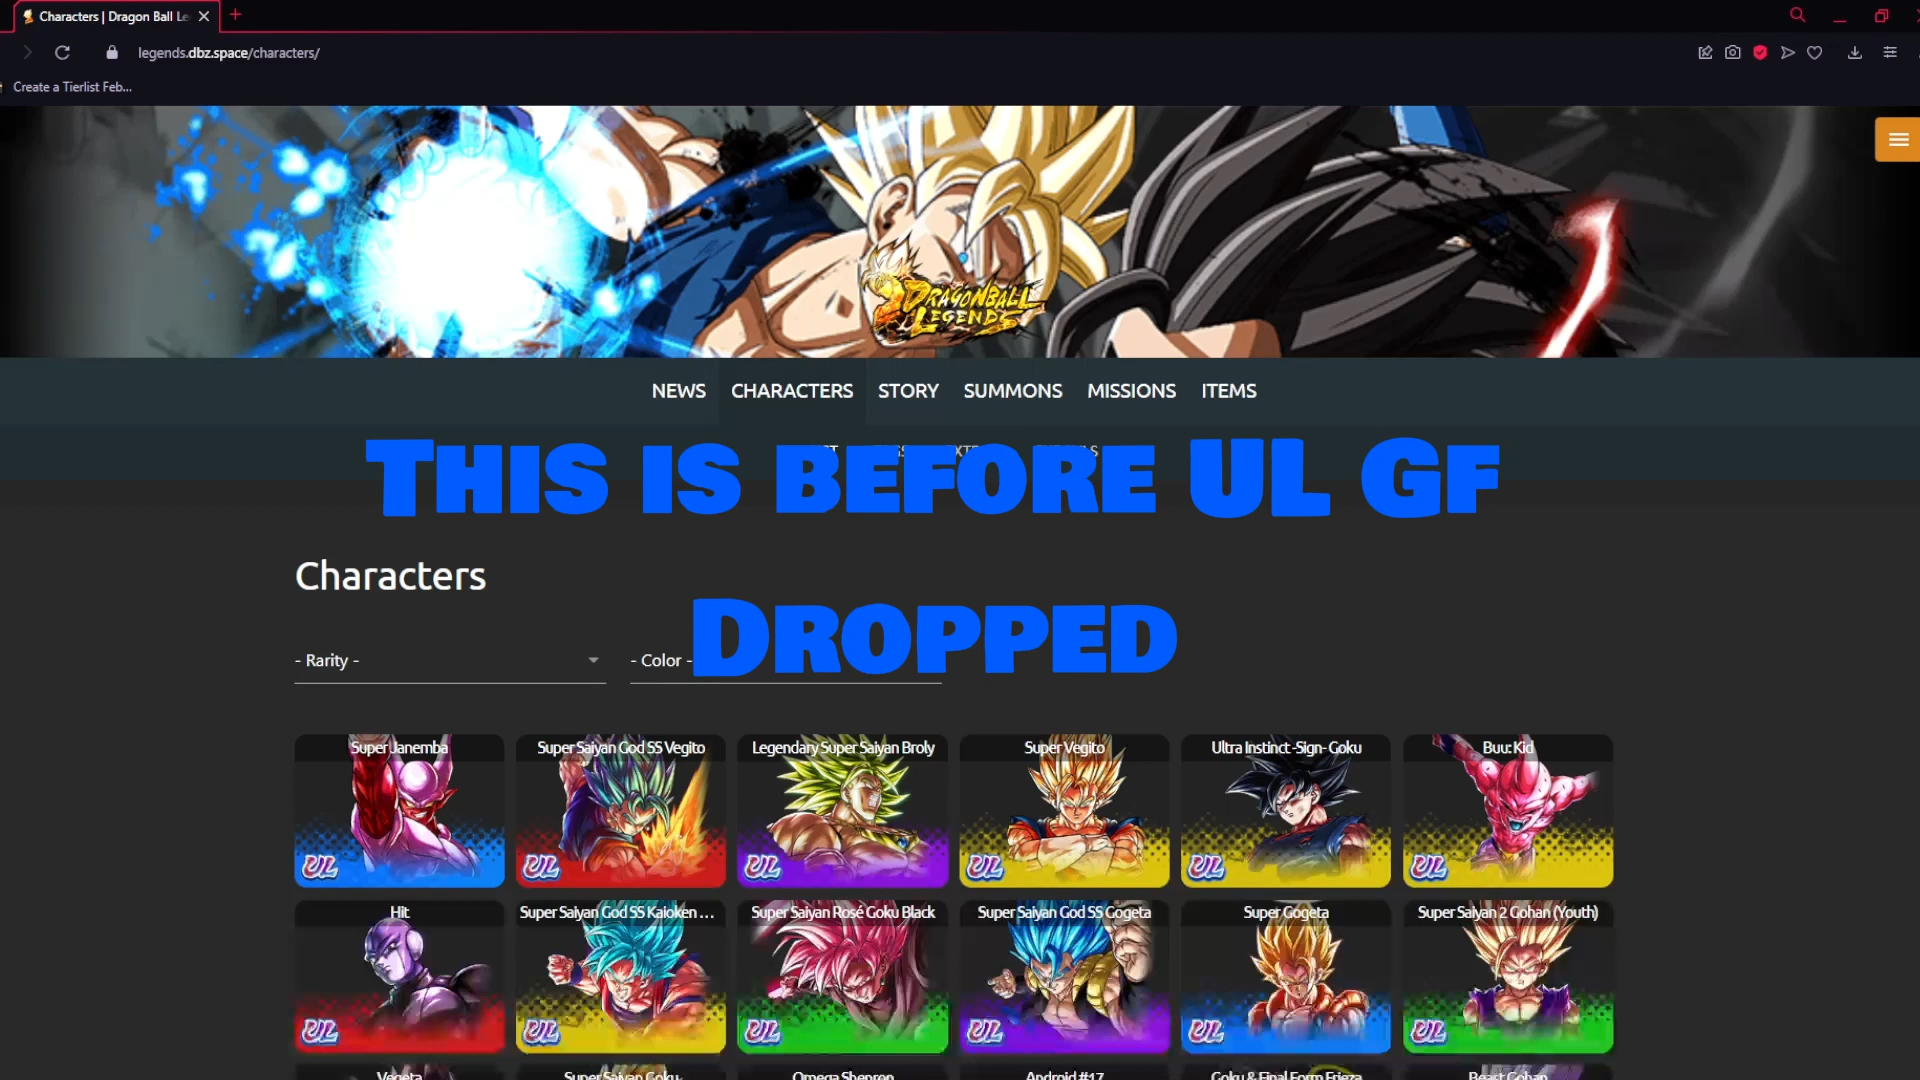 Characters | Dragon Ball Le
legends.dbz.space/characters/
Create a Tierlist Feb...
DRAGONBALL
LEGENDS
NEWS CHARACTERS STORY SUMMONS MISSIONS ITEMS
THIS IS BEFORE UL GF
DROPPED
Characters
- Rarity -
- Color -
Super Janemba
Super Saiyan God SS Vegito
Legendary Super Saiyan Broly
Super Vegito
Ultra Instinct -Sign- Goku
Buu: Kid
UL
UL
UL
UL
UL
UL
Hit
Super Saiyan God SS Kaioken ...
Super Saiyan Rosé Goku Black
Super Saiyan God SS Gogeta
Super Gogeta
Super Saiyan 2 Gohan (Youth)
UL
UL
UL
UL
UL
UL
Vegeta
Super Saiyan Goku
Omega Shenron
Android #17
Goku & Final Form Frieza
Beast Gohan